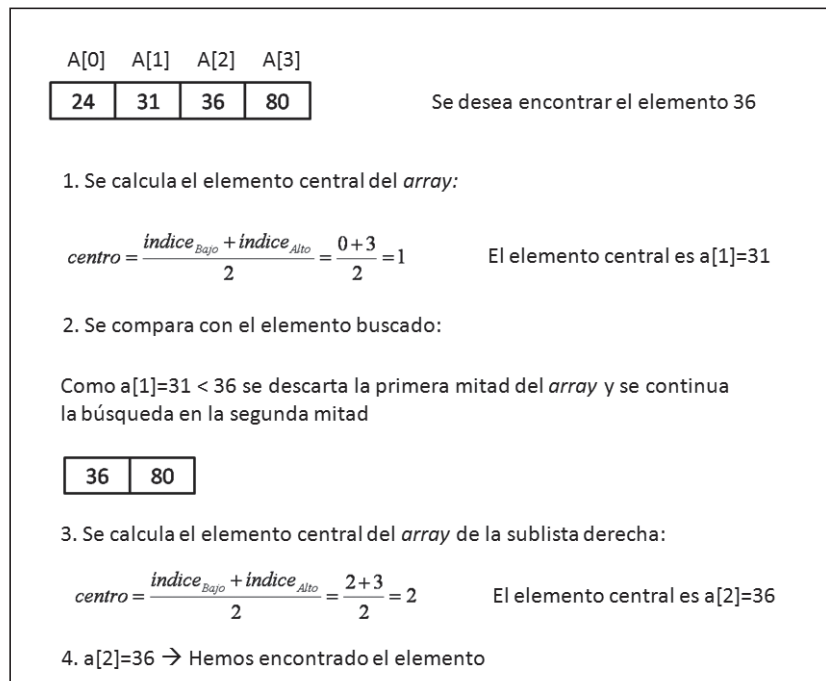 A[0] A[1] A[2] A[3]
24 31 36 80 Se desea encontrar el elemento 36
1. Se calcula el elemento central del array:
centro = (índice_Bajo + índice_Alto)/2 = (0+3)/2 = 1 El elemento central es a[1]=31
2. Se compara con el elemento buscado:
Como a[1]=31 < 36 se descarta la primera mitad del array y se continua
la búsqueda en la segunda mitad
36 80
3. Se calcula el elemento central del array de la sublista derecha:
centro = (índice_Bajo + índice_Alto)/2 = (2+3)/2 = 2 El elemento central es a[2]=36
4. a[2]=36 → Hemos encontrado el elemento